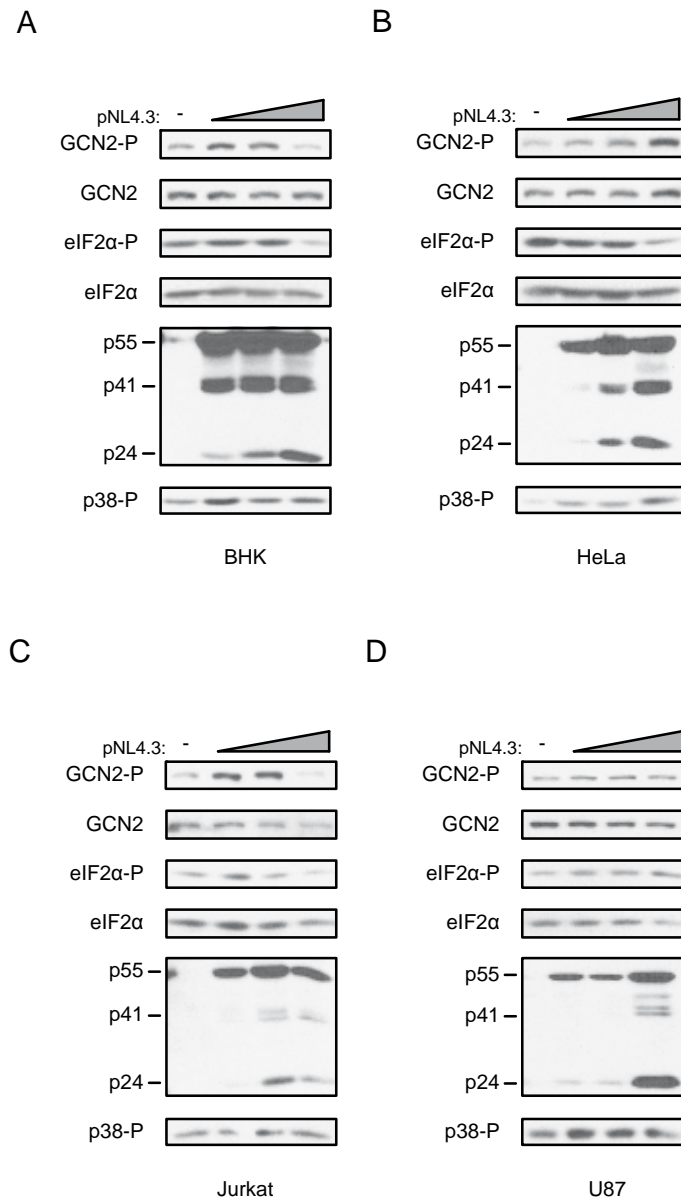 A
pNL4.3: -
GCN2-P
GCN2
eIF2α-P
eIF2α
p55
p41
p24
p38-P
BHK
B
pNL4.3: -
GCN2-P
GCN2
eIF2α-P
eIF2α
p55
p41
p24
p38-P
HeLa
C
pNL4.3: -
GCN2-P
GCN2
eIF2α-P
eIF2α
p55
p41
p24
p38-P
Jurkat
D
pNL4.3: -
GCN2-P
GCN2
eIF2α-P
eIF2α
p55
p41
p24
p38-P
U87